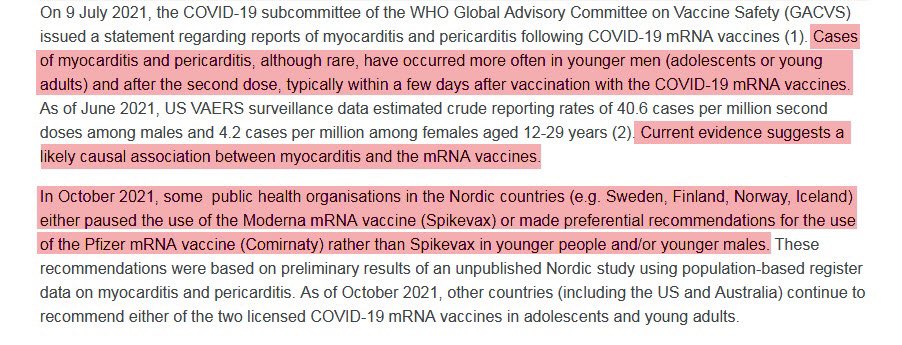 On 9 July 2021, the COVID-19 subcommittee of the WHO Global Advisory Committee on Vaccine Safety (GACVS)
issued a statement regarding reports of myocarditis and pericarditis following COVID-19 mRNA vaccines (1). Cases
of myocarditis and pericarditis, although rare, have occurred more often in younger men (adolescents or young
adults) and after the second dose, typically within a few days after vaccination with the COVID-19 mRNA vaccines.
As of June 2021, US VAERS surveillance data estimated crude reporting rates of 40.6 cases per million second
doses among males and 4.2 cases per million among females aged 12-29 years (2). Current evidence suggests a
likely causal association between myocarditis and the mRNA vaccines.
In October 2021, some public health organisations in the Nordic countries (e.g. Sweden, Finland, Norway, Iceland)
either paused the use of the Moderna mRNA vaccine (Spikevax) or made preferential recommendations for the use
of the Pfizer mRNA vaccine (Comirnaty) rather than Spikevax in younger people and/or younger males. These
recommendations were based on preliminary results of an unpublished Nordic study using population-based register
data on myocarditis and pericarditis. As of October 2021, other countries (including the US and Australia) continue to
recommend either of the two licensed COVID-19 mRNA vaccines in adolescents and young adults.